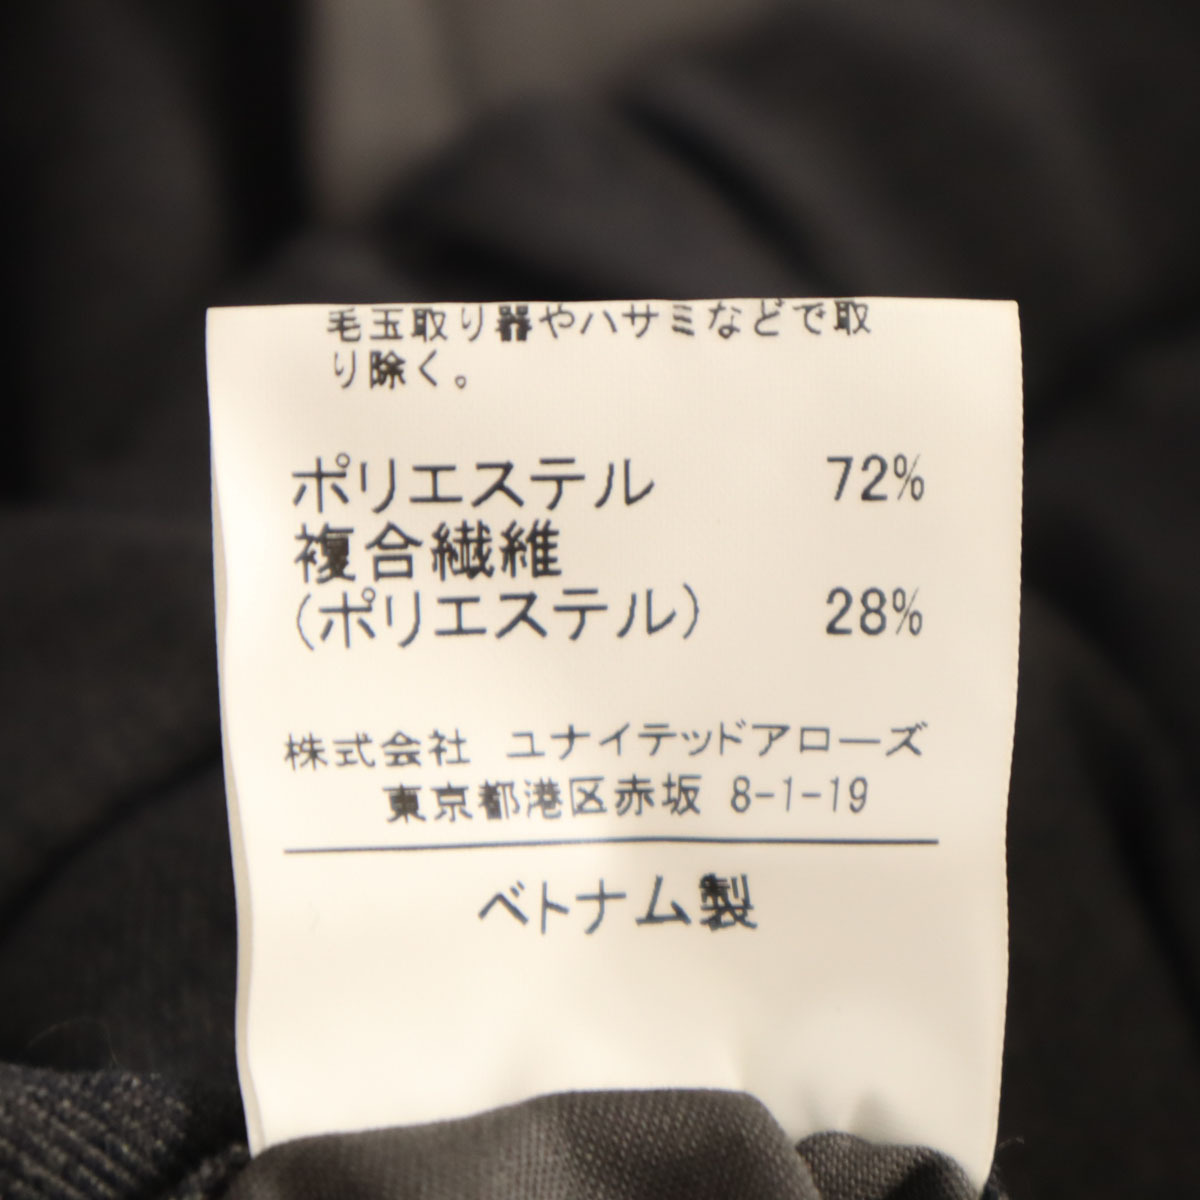 毛玉取り器やハサミなどで取
り除く。
ポリエステル 72%
複合繊維
(ポリエステル) 28%
株式会社 ユナイテッドアローズ
東京都港区赤坂 8-1-19
ベトナム製